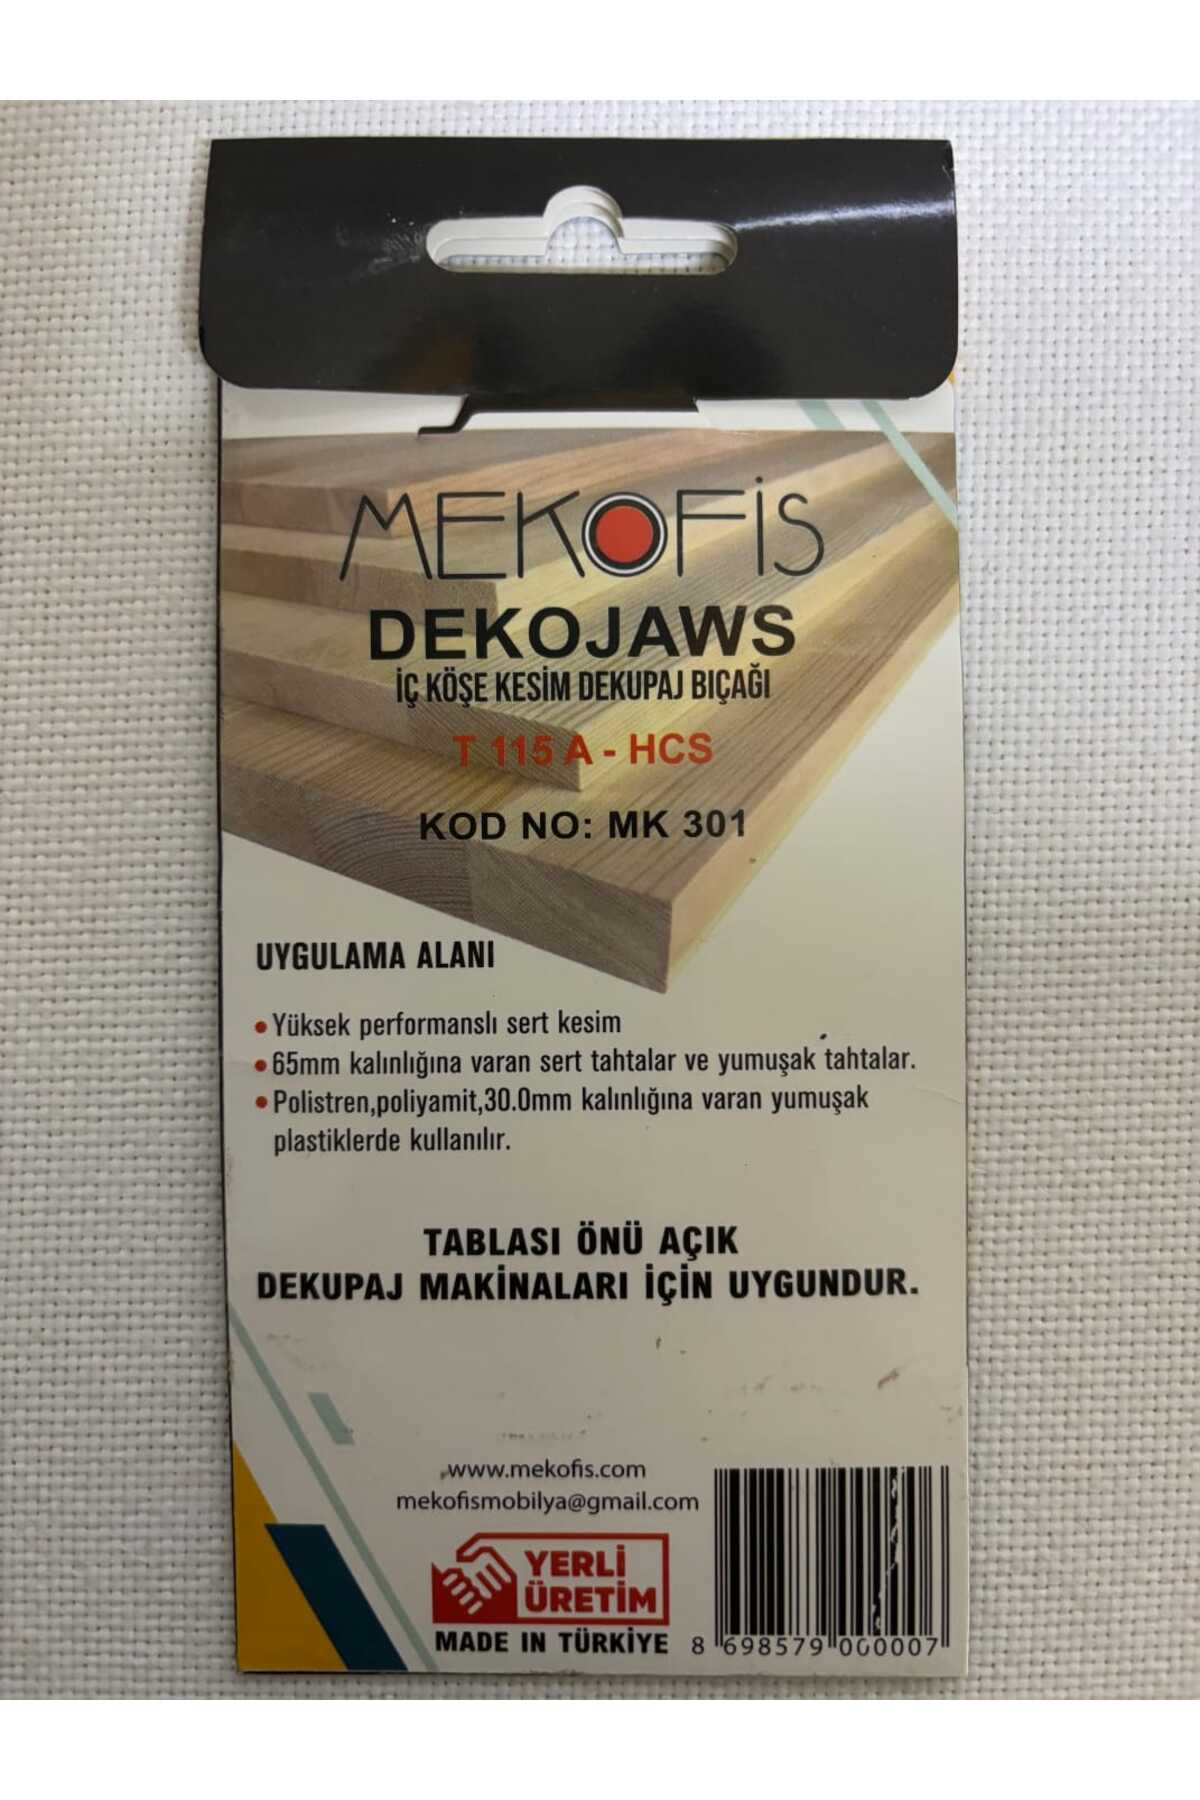 MEKOFİS
DEKOJAWS
İÇ KÖŞE KESİM DEKUPAJ BIÇAĞI
T 115 A - HCS
KOD NO: MK 301
UYGULAMA ALANI
• Yüksek performanslı sert kesim
• 65mm kalınlığına varan sert tahtalar ve yumuşak tahtalar.
• Polistren,poliyamit,30.0mm kalınlığına varan yumuşak
plastiklerde kullanılır.
TABLASI ÖNÜ AÇIK
DEKUPAJ MAKİNALARI İÇİN UYGUNDUR.
www.mekofis.com
mekofismobilya@gmail.com
YERLİ
ÜRETİM
MADE IN TÜRKİYE
8 698579 000007